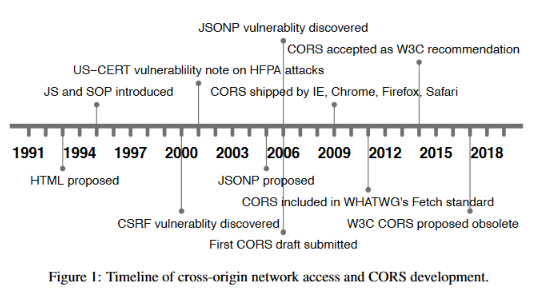 JSONP vulnerablity discovered
CORS accepted as W3C recommendation
US-CERT vulnerablility note on HFPA attacks
JS and SOP introduced
CORS shipped by IE, Chrome, Firefox, Safari
1991 1994 1997 2000 2003 2006 2009 2012 2015 2018
HTML proposed
JSONP proposed
CORS included in WHATWG's Fetch standard
CSRF vulnerablity discovered
W3C CORS proposed obsolete
First CORS draft submitted
Figure 1: Timeline of cross-origin network access and CORS development.